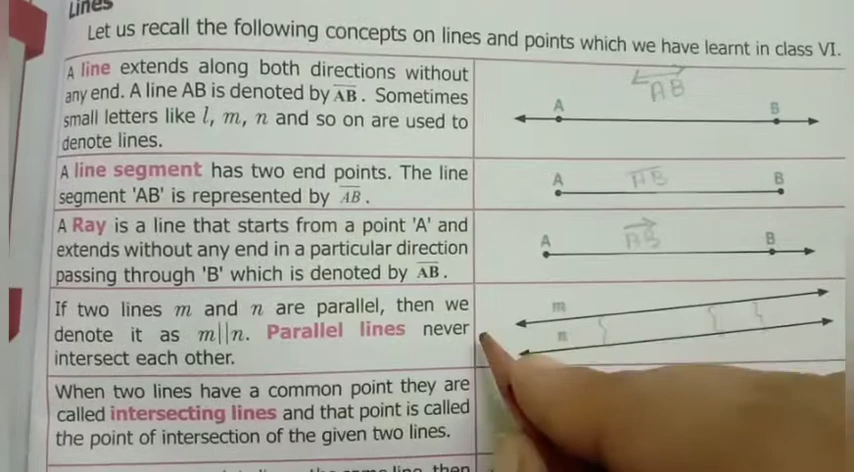 Lines
Let us recall the following concepts on lines and points which we have learnt in class VI.
A line extends along both directions without
any end. A line AB is denoted by AB. Sometimes
small letters like l, m, n and so on are used to
denote lines.
AB
A B
A line segment has two end points. The line
segment 'AB' is represented by AB.
AB
A B
A Ray is a line that starts from a point 'A' and
extends without any end in a particular direction
passing through 'B' which is denoted by AB.
AB
A B
If two lines m and n are parallel, then we
denote it as m||n. Parallel lines never
intersect each other.
m
n
When two lines have a common point they are
called intersecting lines and that point is called
the point of intersection of the given two lines.
the same line, then